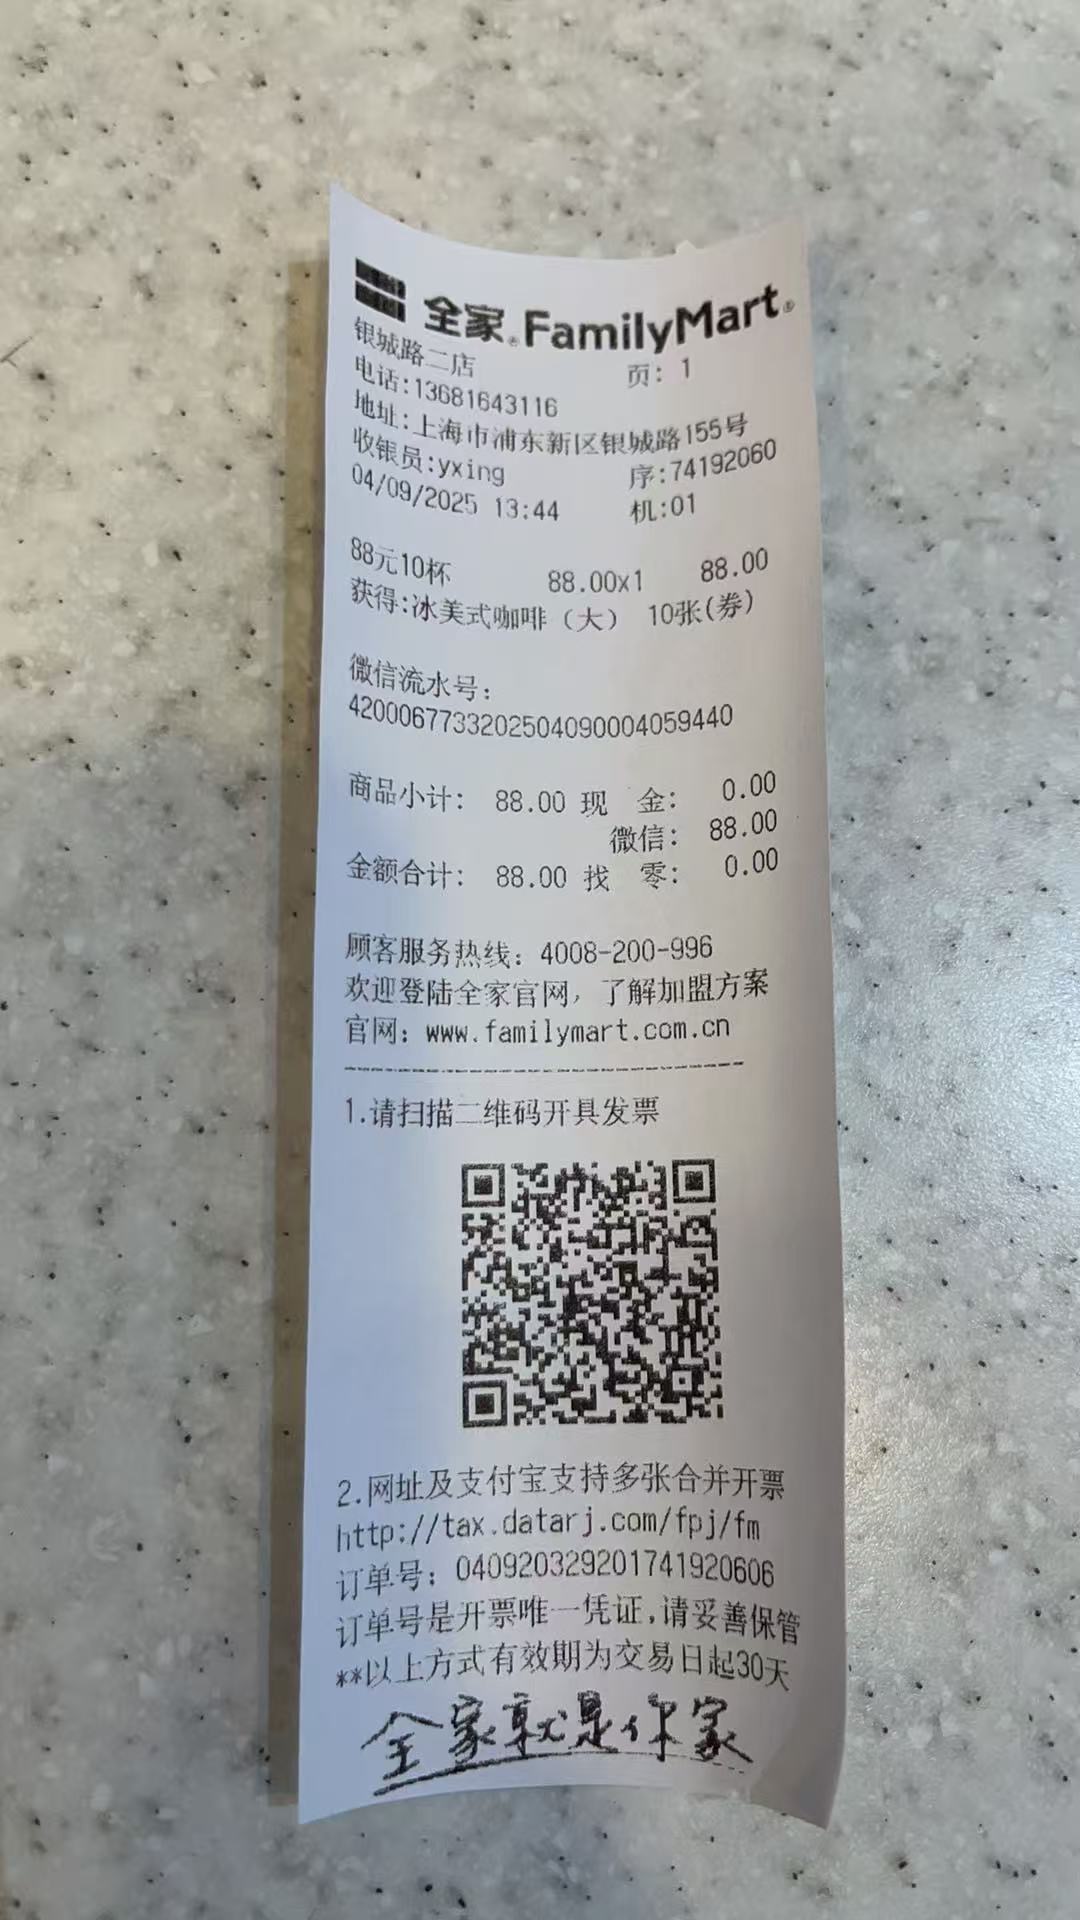 全家 FamilyMart
银城路二店 页: 1
电话:13681643116
地址:上海市浦东新区银城路155号
收银员:yxing 序:74192060
04/09/2025 13:44 机:01
88元10杯 88.00x1 88.00
获得:冰美式咖啡（大） 10张(券)
微信流水号:
4200067733202504090004059440
商品小计: 88.00 现 金: 0.00
微信: 88.00
金额合计: 88.00 找 零: 0.00
顾客服务热线: 4008-200-996
欢迎登陆全家官网, 了解加盟方案
官网: www.familymart.com.cn
1.请扫描二维码开具发票
2.网址及支付宝支持多张合并开票
http://tax.datarj.com/fpj/fm
订单号: 040920329201741920606
订单号是开票唯一凭证,请妥善保管
**以上方式有效期为交易日起30天
全家就是你家